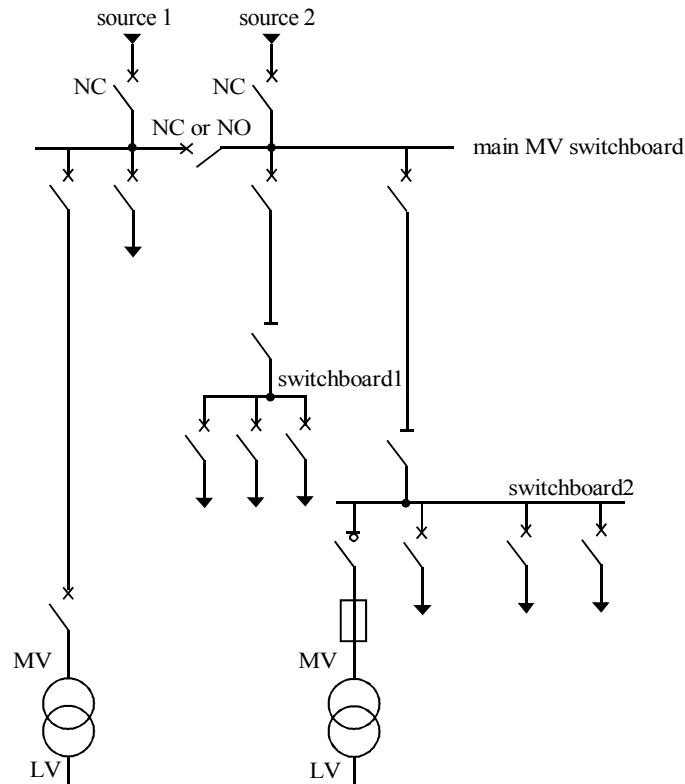 source 1
source 2
NC
NC
NC or NO
main MV switchboard
switchboard1
switchboard2
MV
MV
LV
LV